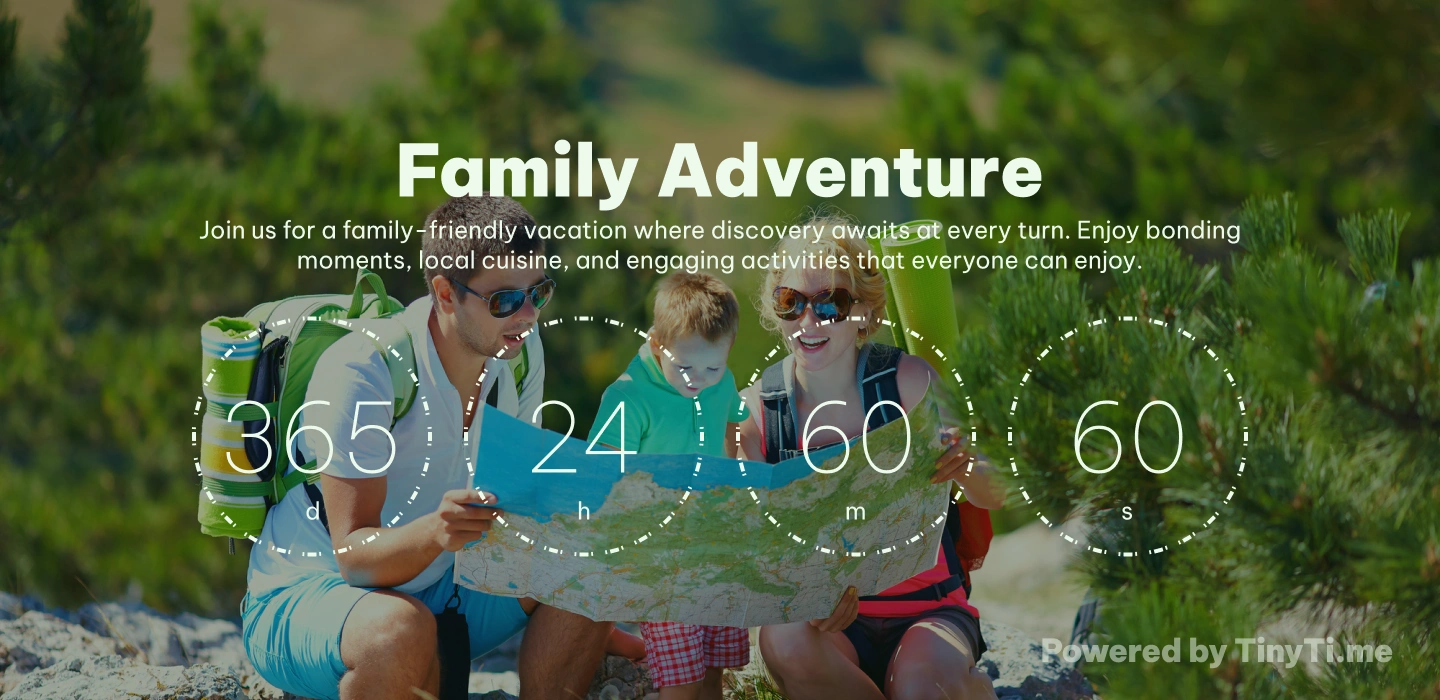 Family Adventure
Join us for a family-friendly vacation where discovery awaits at every turn. Enjoy bonding
moments, local cuisine, and engaging activities that everyone can enjoy.
365 24 60 60
d h m s
Powered by TinyTi.me